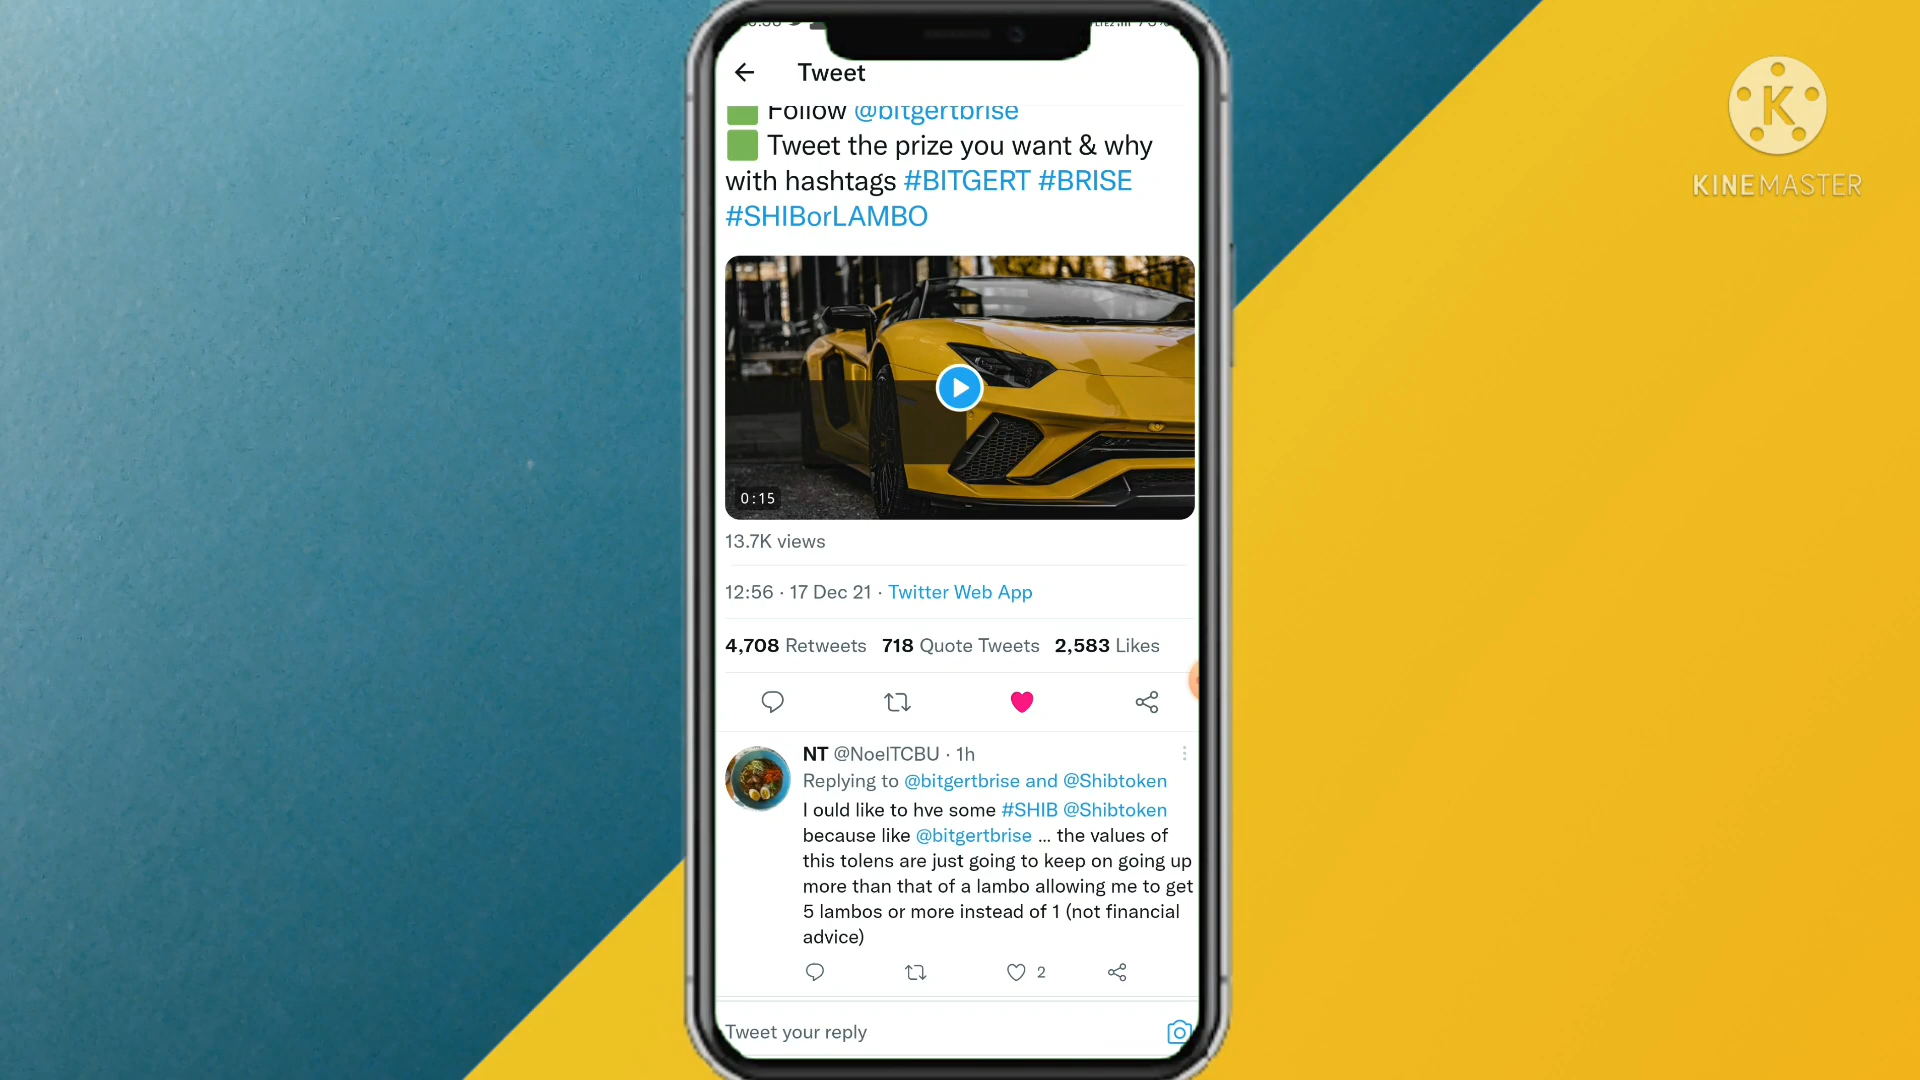 Tweet
Follow @bitgertbrise
Tweet the prize you want & why
with hashtags #BITGERT #BRISE
#SHIBorLAMBO
0:15
13.7K views
12:56 · 17 Dec 21 · Twitter Web App
4,708 Retweets 718 Quote Tweets 2,583 Likes
NT @NoelTCBU · 1h
Replying to @bitgertbrise and @Shibtoken
I ould like to hve some #SHIB @Shibtoken
because like @bitgertbrise ... the values of
this tolens are just going to keep on going up
more than that of a lambo allowing me to get
5 lambos or more instead of 1 (not financial
advice)
2
Tweet your reply
K
KINEMASTER